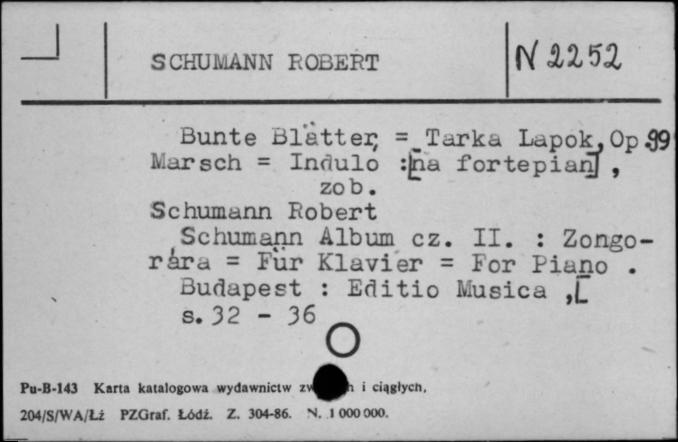 SCHUMANN ROBERT
N 2252
Bunte Blätter, = Tarka Lapok, Op.99
Marsch = Indulo :[na fortepian],
zob.
Schumann Robert
Schumann Album cz. II. : Zongo-
rára = Für Klavier = For Piano .
Budapest : Editio Musica ,[
s. 32 - 36
Pu-B-143 Karta katalogowa wydawnictw i ciągłych,
204/S/WA/Łż PZGraf. Łódź. Z. 304-86. N. 1 000 000.